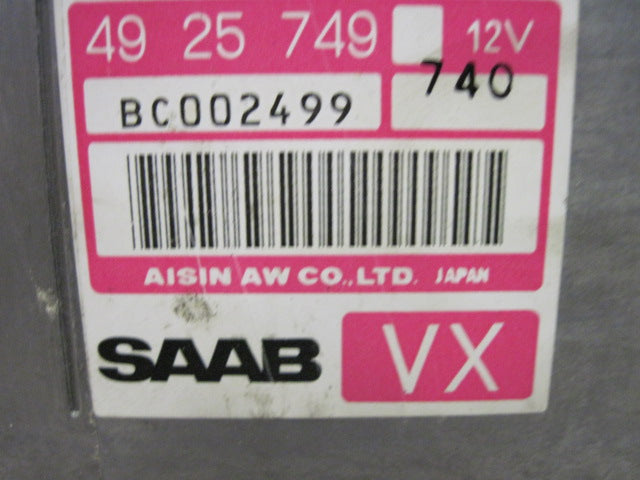 49 25 749 12V
BC002499 740
AISIN AW CO.,LTD. JAPAN
SAAB VX